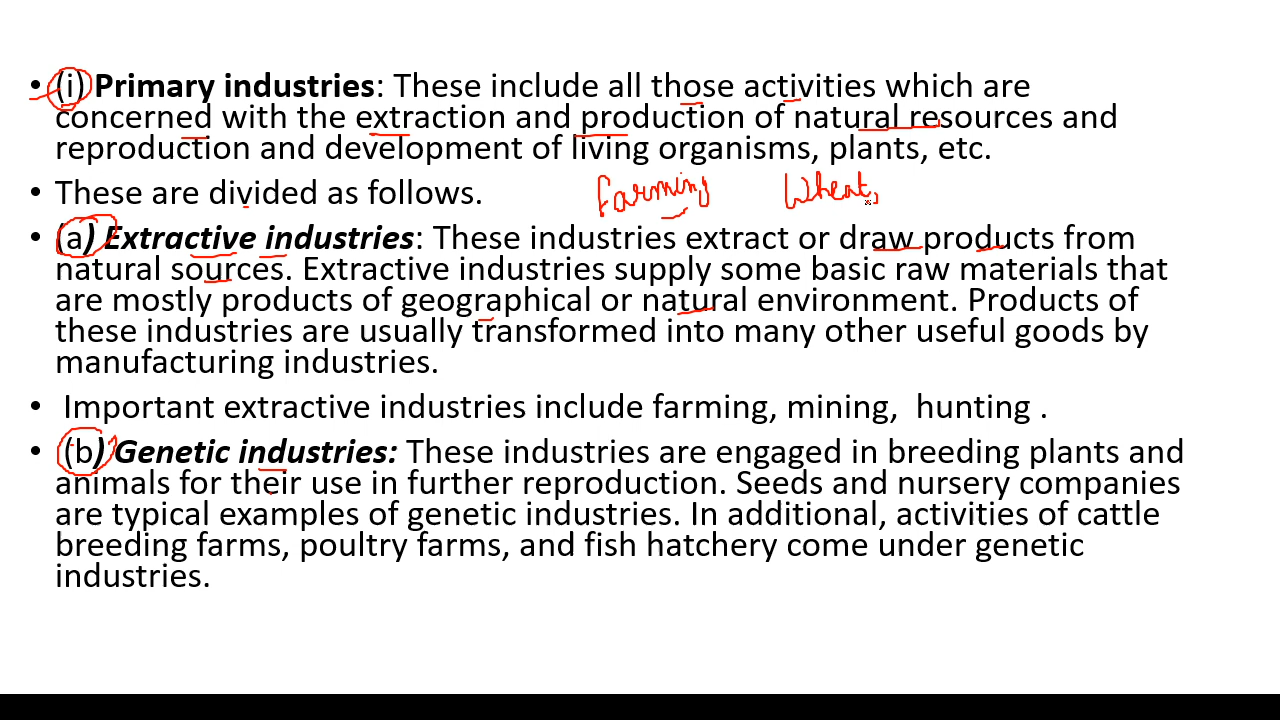 • (i) Primary industries: These include all those activities which are
concerned with the extraction and production of natural resources and
reproduction and development of living organisms, plants, etc.
• These are divided as follows.
Farming Wheat,
• (a) Extractive industries: These industries extract or draw products from
natural sources. Extractive industries supply some basic raw materials that
are mostly products of geographical or natural environment. Products of
these industries are usually transformed into many other useful goods by
manufacturing industries.
• Important extractive industries include farming, mining, hunting .
• (b) Genetic industries: These industries are engaged in breeding plants and
animals for their use in further reproduction. Seeds and nursery companies
are typical examples of genetic industries. In additional, activities of cattle
breeding farms, poultry farms, and fish hatchery come under genetic
industries.